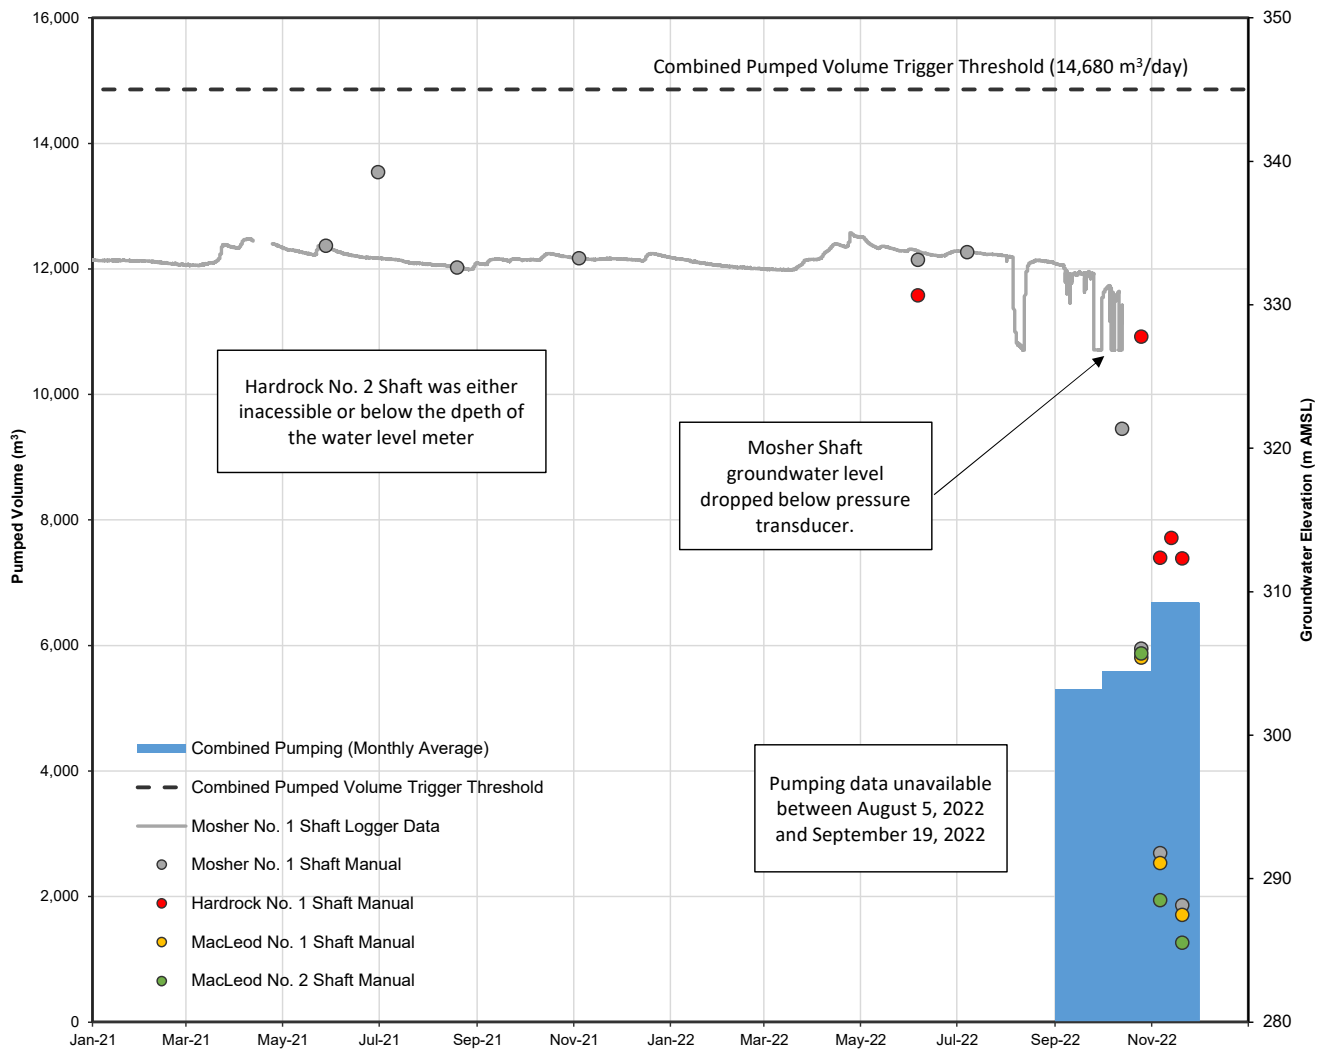 16,000
14,000
12,000
10,000
8,000
6,000
4,000
2,000
0
Pumped Volume (m³)
350
340
330
320
310
300
290
280
Groundwater Elevation (m AMSL)
Combined Pumped Volume Trigger Threshold (14,680 m³/day)
Hardrock No. 2 Shaft was either
inacessible or below the dpeth of
the water level meter
Mosher Shaft
groundwater level
dropped below pressure
transducer.
Pumping data unavailable
between August 5, 2022
and September 19, 2022
Combined Pumping (Monthly Average)
Combined Pumped Volume Trigger Threshold
Mosher No. 1 Shaft Logger Data
Mosher No. 1 Shaft Manual
Hardrock No. 1 Shaft Manual
MacLeod No. 1 Shaft Manual
MacLeod No. 2 Shaft Manual
Jan-21 Mar-21 May-21 Jul-21 Sep-21 Nov-21 Jan-22 Mar-22 May-22 Jul-22 Sep-22 Nov-22